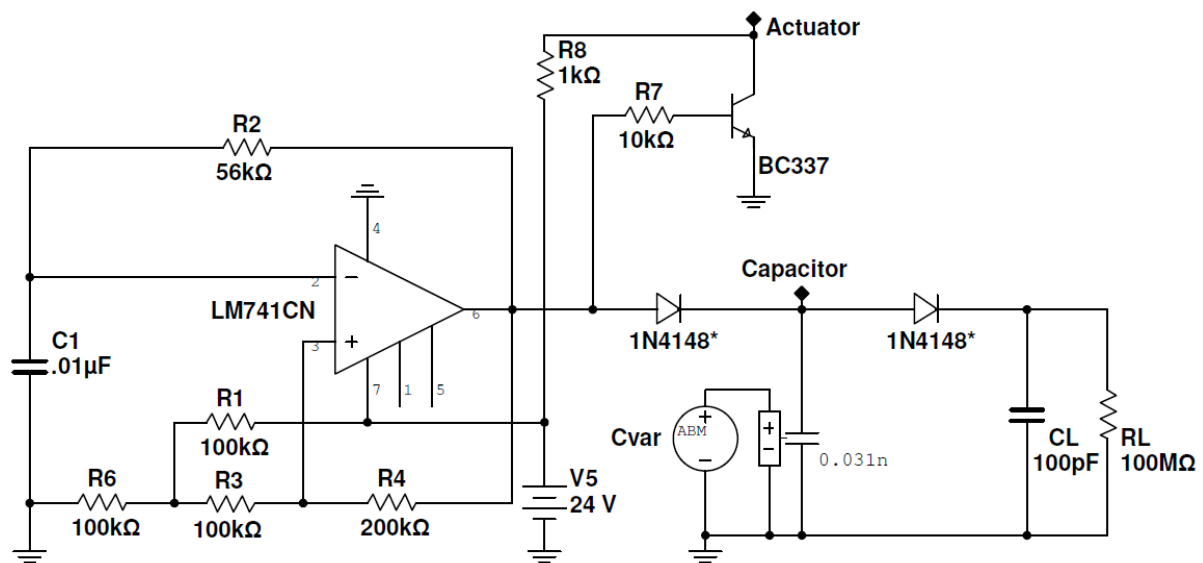 Actuator
R8
1kΩ
R7
10kΩ
BC337
R2
56kΩ
4
2
LM741CN
6
3
7
1
5
C1
.01µF
R1
100kΩ
R6
100kΩ
R3
100kΩ
R4
200kΩ
V5
24 V
Capacitor
1N4148*
1N4148*
Cvar
ABM
0.031n
CL
100pF
RL
100MΩ